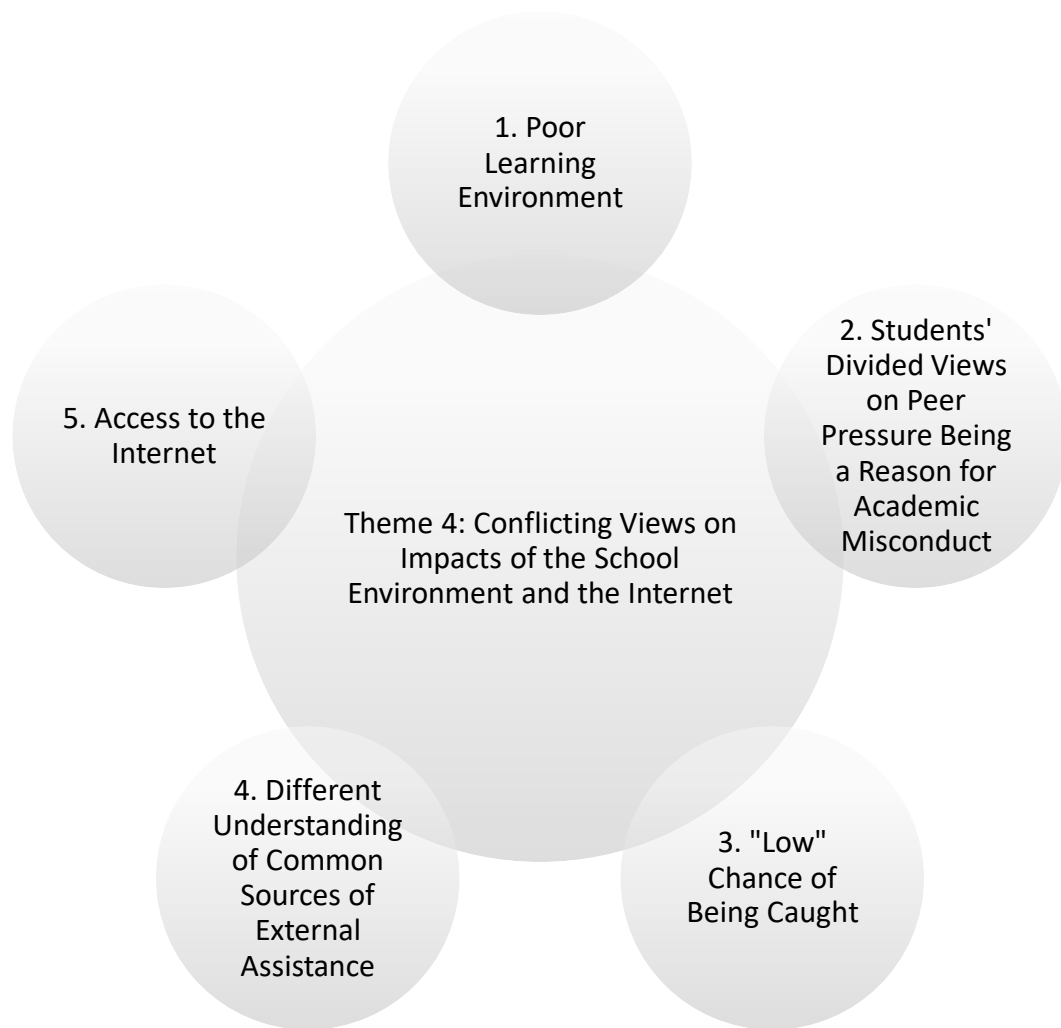 1. Poor
Learning
Environment
2. Students'
Divided Views
on Peer
Pressure Being
a Reason for
Academic
Misconduct
3. "Low"
Chance of
Being Caught
4. Different
Understanding
of Common
Sources of
External
Assistance
5. Access to the
Internet
Theme 4: Conflicting Views on
Impacts of the School
Environment and the Internet